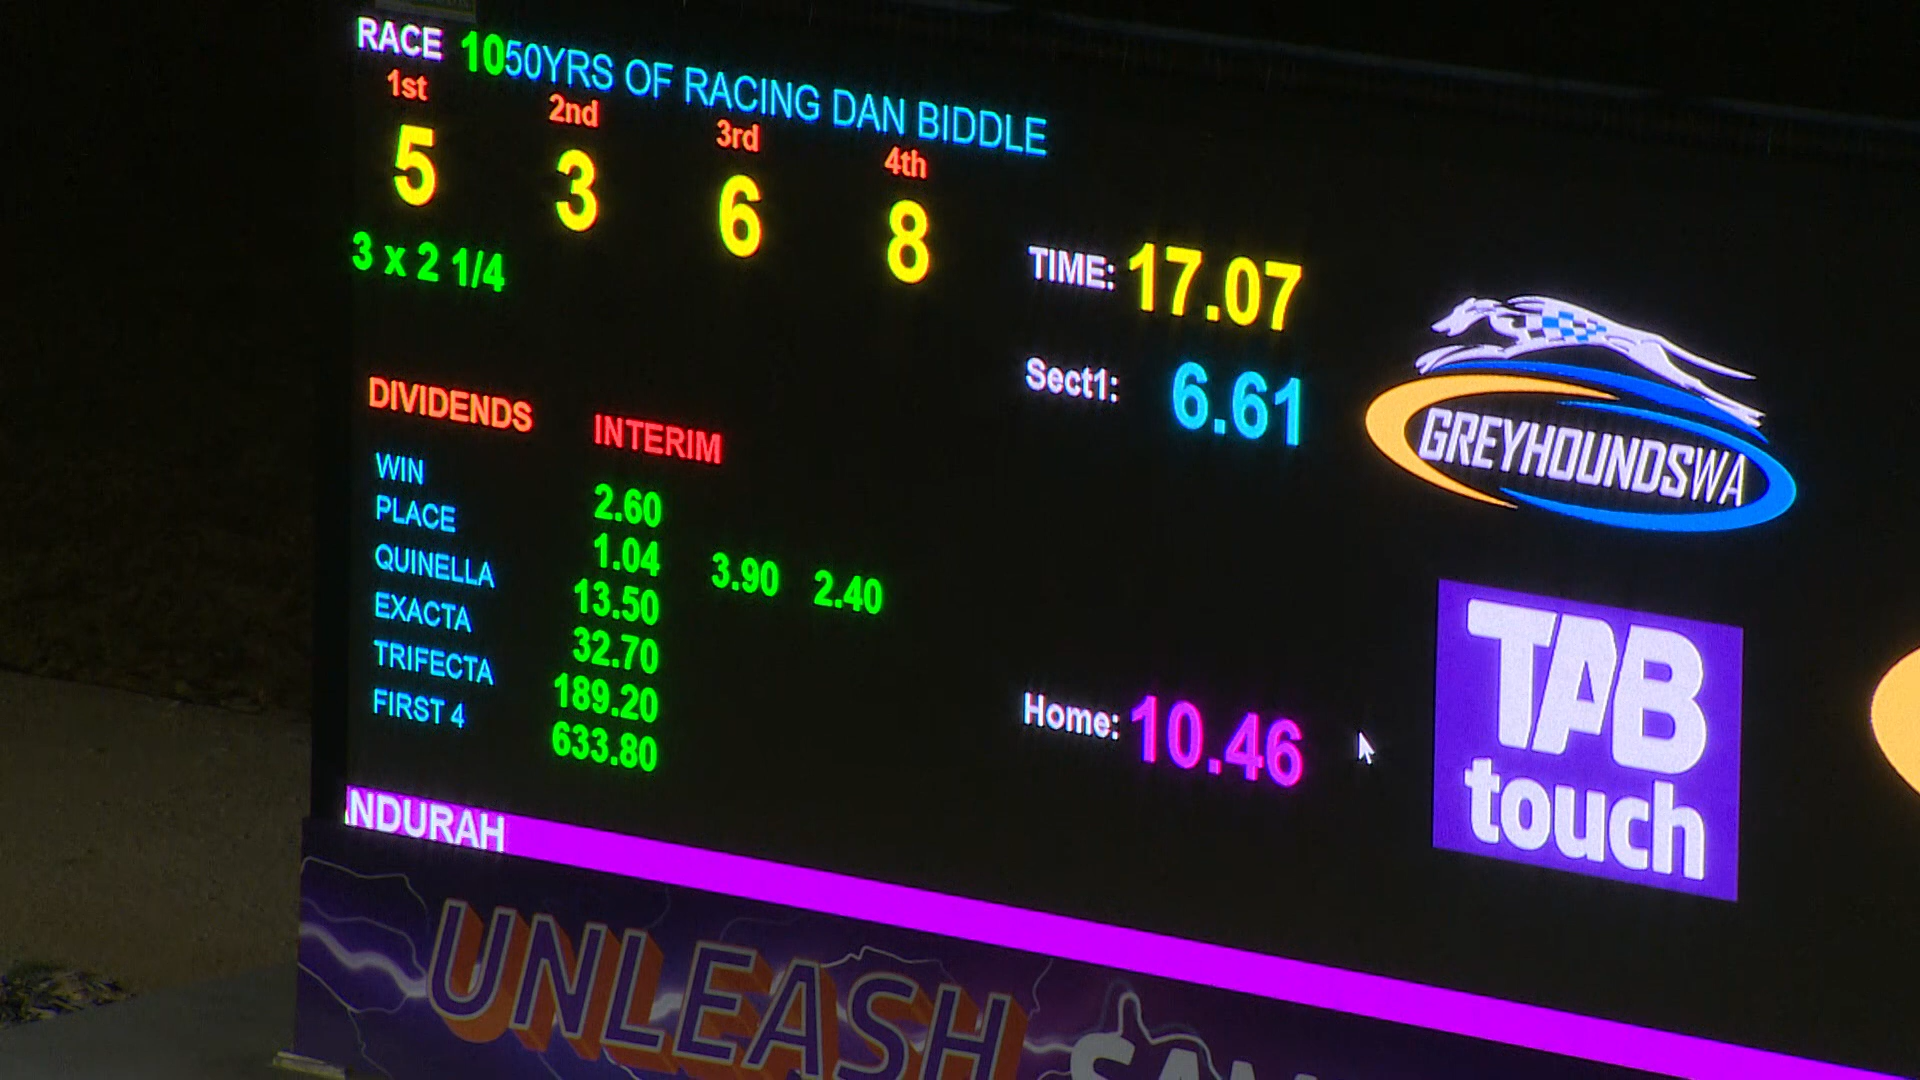 RACE 10 50YRS OF RACING DAN BIDDLE
1st 2nd 3rd 4th
5 3 6 8
3 x 2 1/4
TIME: 17.07
Sect1: 6.61
DIVIDENDS INTERIM
WIN 2.60
PLACE 1.04 3.90 2.40
QUINELLA 13.50
EXACTA 32.70
TRIFECTA 189.20
FIRST 4 633.80
Home: 10.46
GREYHOUNDSWA
TAB
touch
NDURAH
UNLEASH